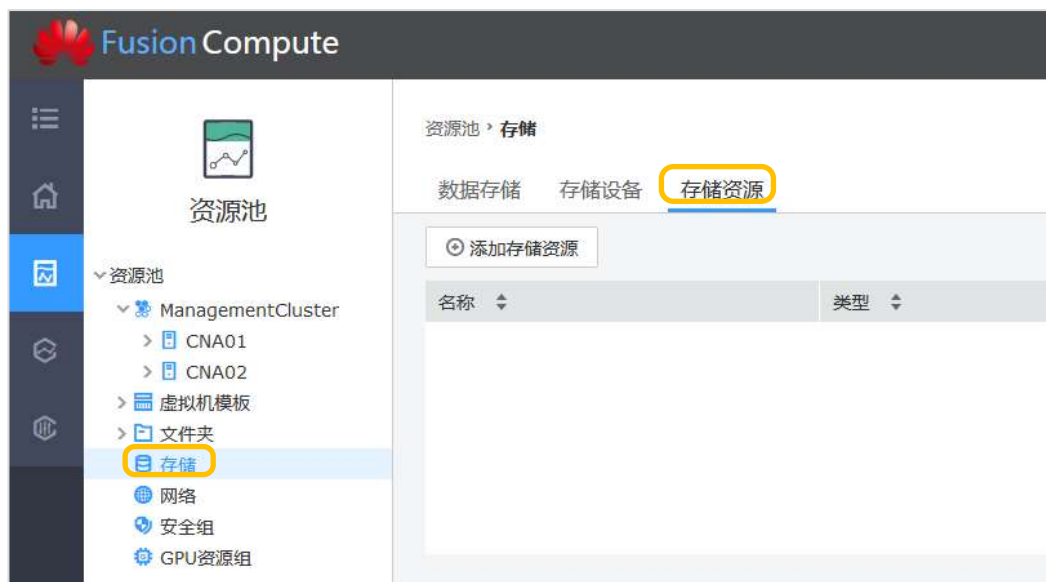 Fusion Compute
资源池
资源池
ManagementCluster
CNA01
CNA02
虚拟机模板
文件夹
存储
网络
安全组
GPU资源组
资源池 › 存储
数据存储 存储设备 存储资源
添加存储资源
名称 类型